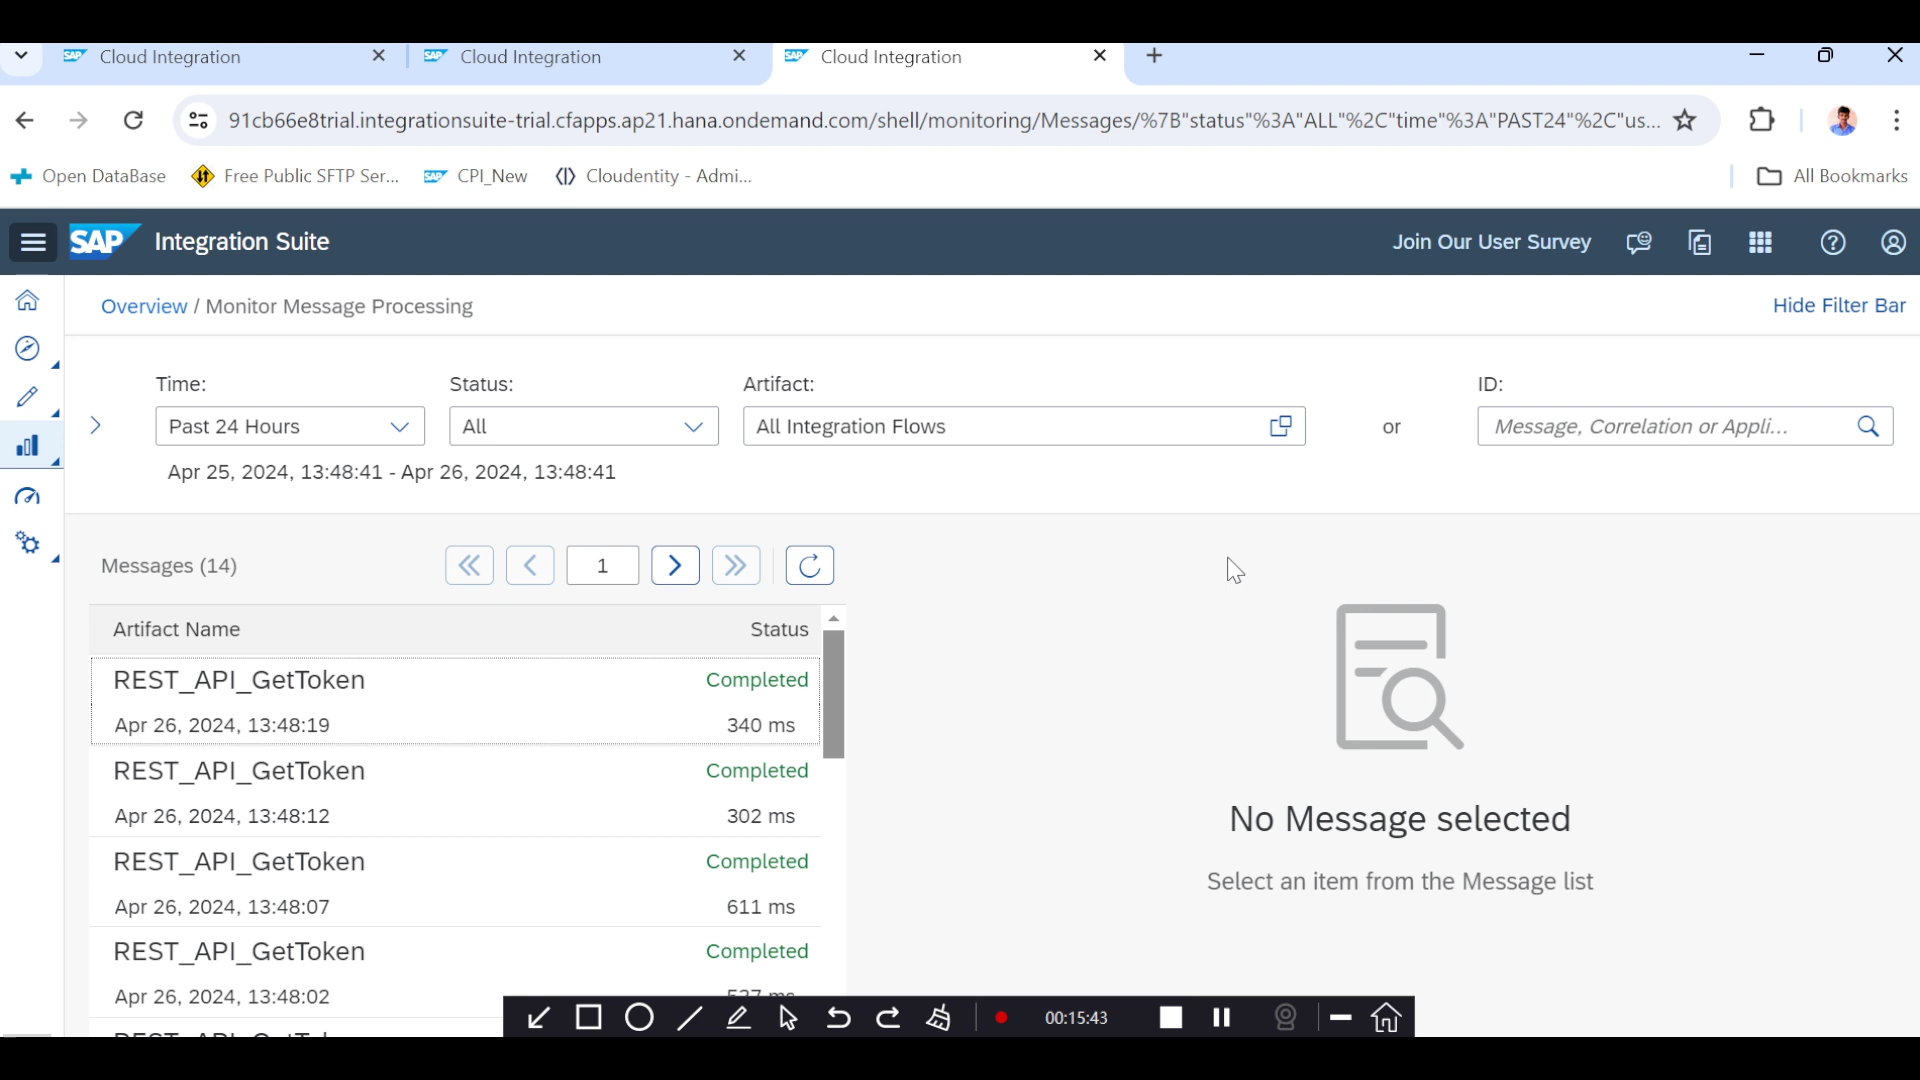 Cloud Integration
Cloud Integration
Cloud Integration
91cb66e8trial.integrationsuite-trial.cfapps.ap21.hana.ondemand.com/shell/monitoring/Messages/%7B"status"%3A"ALL"%2C"time"%3A"PAST24"%2C"us...
Open DataBase
Free Public SFTP Ser...
CPI_New
Cloudentity - Admi...
All Bookmarks
SAP Integration Suite
Join Our User Survey
Overview / Monitor Message Processing
Hide Filter Bar
Time:
Status:
Artifact:
ID:
Past 24 Hours
All
All Integration Flows
or
Message, Correlation or Appli...
Apr 25, 2024, 13:48:41 - Apr 26, 2024, 13:48:41
Messages (14)
1
Artifact Name
Status
REST_API_GetToken
Completed
Apr 26, 2024, 13:48:19
340 ms
REST_API_GetToken
Completed
Apr 26, 2024, 13:48:12
302 ms
REST_API_GetToken
Completed
Apr 26, 2024, 13:48:07
611 ms
REST_API_GetToken
Completed
Apr 26, 2024, 13:48:02
No Message selected
Select an item from the Message list
00:15:43